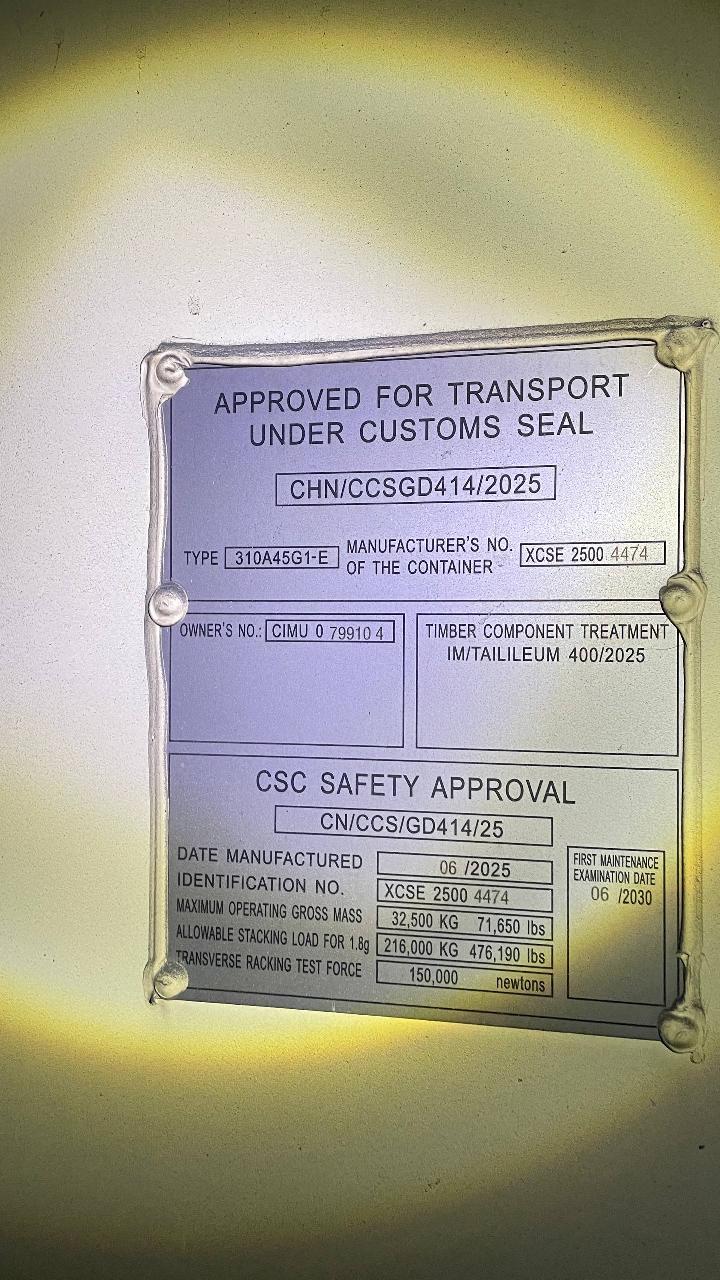 APPROVED FOR TRANSPORT
UNDER CUSTOMS SEAL
CHN/CCSGD414/2025
TYPE 310A45G1-E MANUFACTURER'S NO. OF THE CONTAINER XCSE 2500 4474
OWNER'S NO.: CIMU 0 79910 4
TIMBER COMPONENT TREATMENT
IM/TAILILEUM 400/2025
CSC SAFETY APPROVAL
CN/CCS/GD414/25
DATE MANUFACTURED 06 /2025
IDENTIFICATION NO. XCSE 2500 4474
MAXIMUM OPERATING GROSS MASS 32,500 KG 71,650 lbs
ALLOWABLE STACKING LOAD FOR 1.8g 216,000 KG 476,190 lbs
TRANSVERSE RACKING TEST FORCE 150,000 newtons
FIRST MAINTENANCE
EXAMINATION DATE
06 /2030